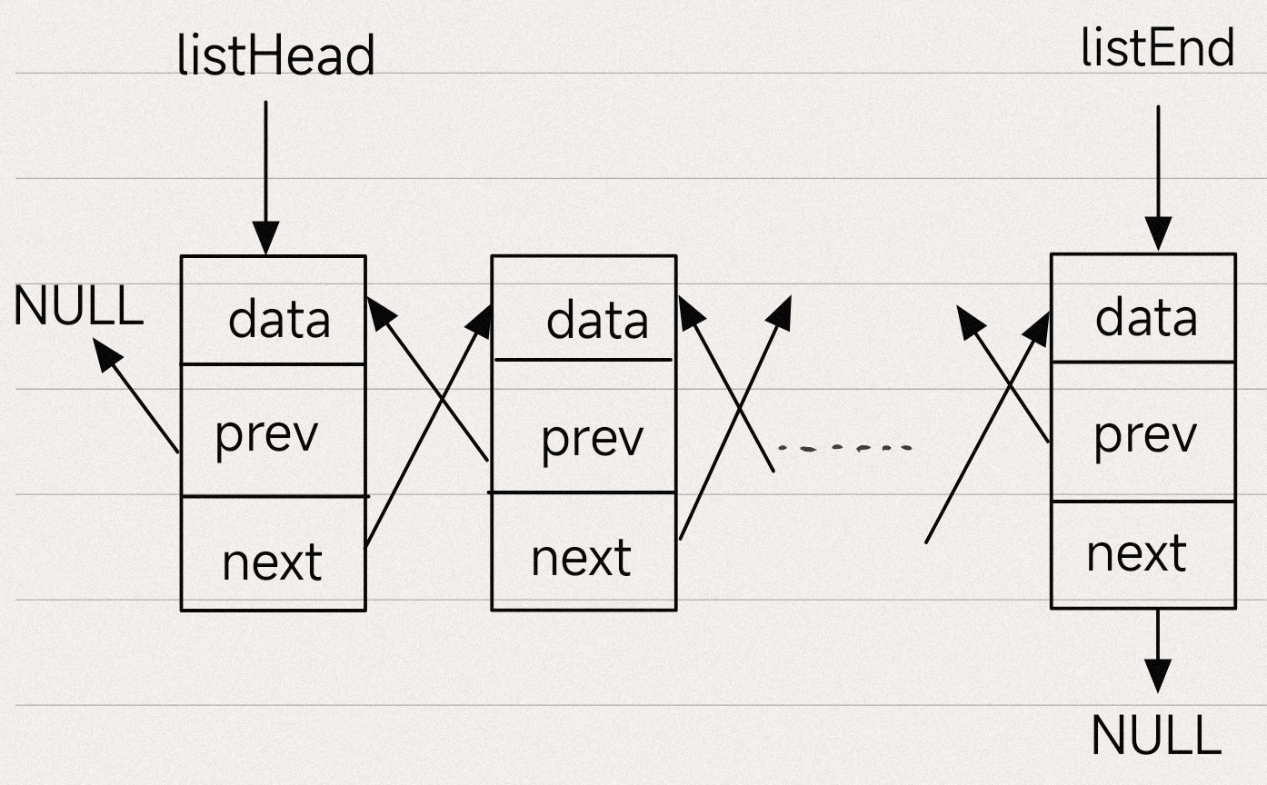 listHead
listEnd
NULL
data
data
data
prev
prev
prev
next
next
next
NULL